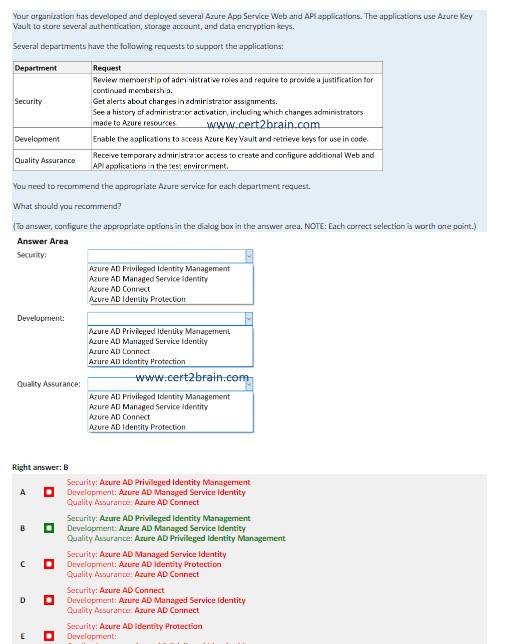 Your organization has developed and deployed several Azure App Service Web and API applications. The applications use Azure Key
Vault to store several authentication, storage account, and data encryption keys.
Several departments have the following requests to support the applications:
Department Request
Security
Review membership of administrative roles and require to provide a justification for
continued membership.
Get alerts about changes in administrator assignments.
See a history of administrator activation, including which changes administrators
made to Azure resources.
www.cert2brain.com
Development Enable the applications to access Azure Key Vault and retrieve keys for use in code.
Quality Assurance
Receive temporary administrator access to create and configure additional Web and
API applications in the test environment.
You need to recommend the appropriate Azure service for each department request.
What should you recommend?
(To answer, configure the appropriate options in the dialog box in the answer area. NOTE: Each correct selection is worth one point.)
Answer Area
Security:
Azure AD Privileged Identity Management
Azure AD Managed Service Identity
Azure AD Connect
Azure AD Identity Protection
Development:
Azure AD Privileged Identity Management
Azure AD Managed Service Identity
Azure AD Connect
Azure AD Identity Protection
www.cert2brain.com
Quality Assurance:
Azure AD Privileged Identity Management
Azure AD Managed Service Identity
Azure AD Connect
Azure AD Identity Protection
Right answer: B
A
Security: Azure AD Privileged Identity Management
Development: Azure AD Managed Service Identity
Quality Assurance: Azure AD Connect
B
Security: Azure AD Privileged Identity Management
Development: Azure AD Managed Service Identity
Quality Assurance: Azure AD Privileged Identity Management
C
Security: Azure AD Managed Service Identity
Development: Azure AD Identity Protection
Quality Assurance: Azure AD Connect
D
Security: Azure AD Connect
Development: Azure AD Managed Service Identity
Quality Assurance: Azure AD Connect
E
Security: Azure AD Identity Protection
Development: